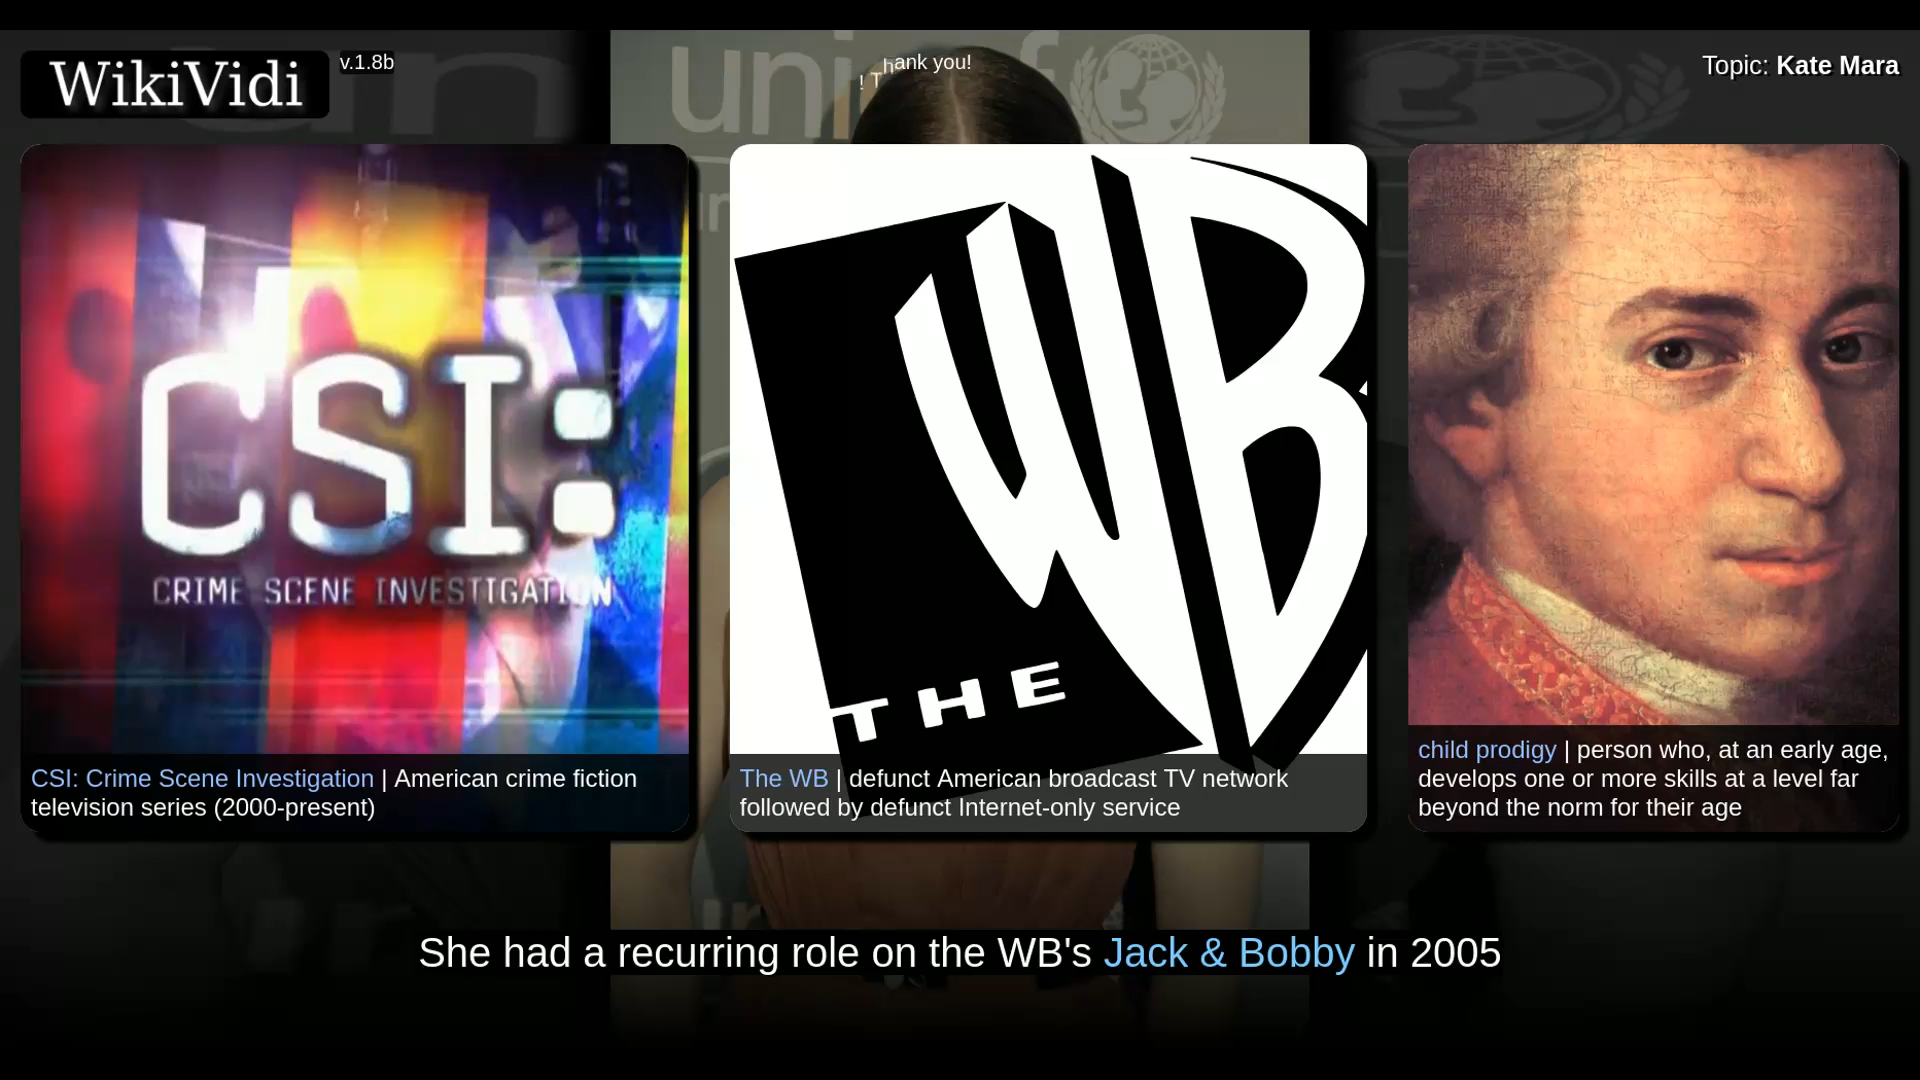 WikiVidi
v.1.8b
! Thank you!
Topic: Kate Mara
unicef
CSI:
CRIME SCENE INVESTIGATION
THE WB
CSI: Crime Scene Investigation | American crime fiction
television series (2000-present)
The WB | defunct American broadcast TV network
followed by defunct Internet-only service
child prodigy | person who, at an early age,
develops one or more skills at a level far
beyond the norm for their age
She had a recurring role on the WB's Jack & Bobby in 2005